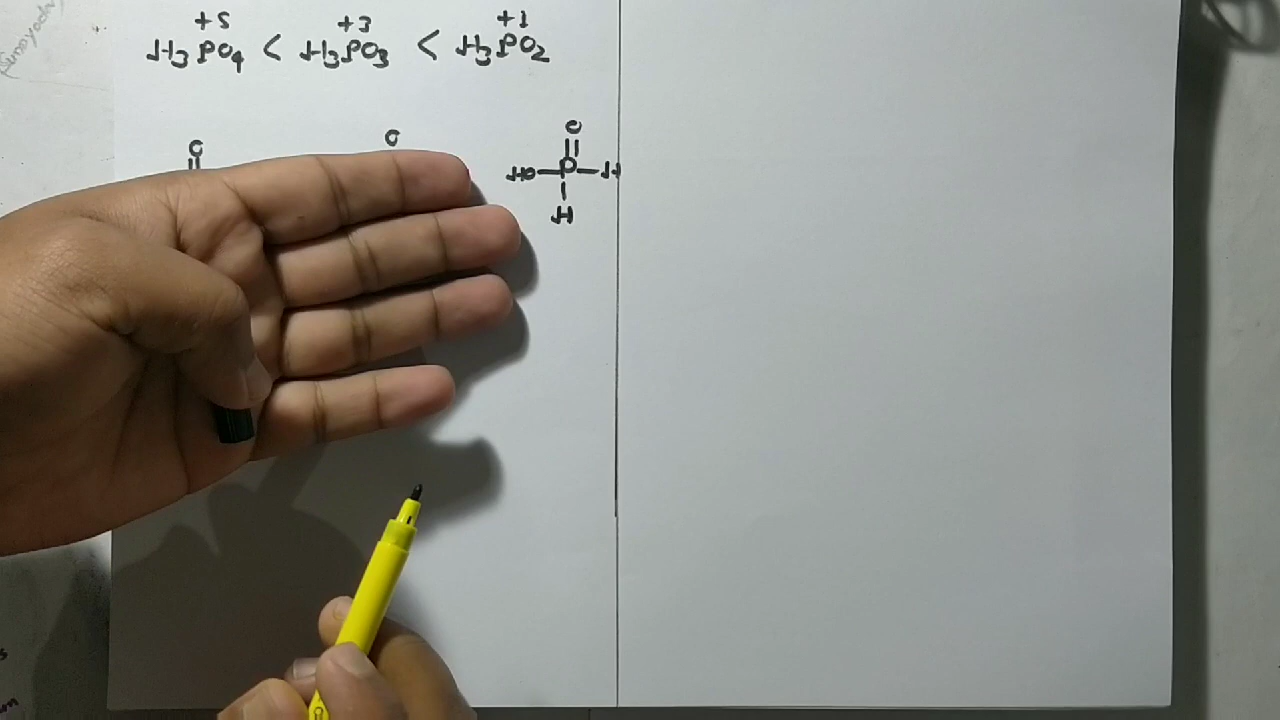 +5 +3 +1
H3PO4 < H3PO3 < H3PO2
O O O
|| ||
HO—P—H
|
H